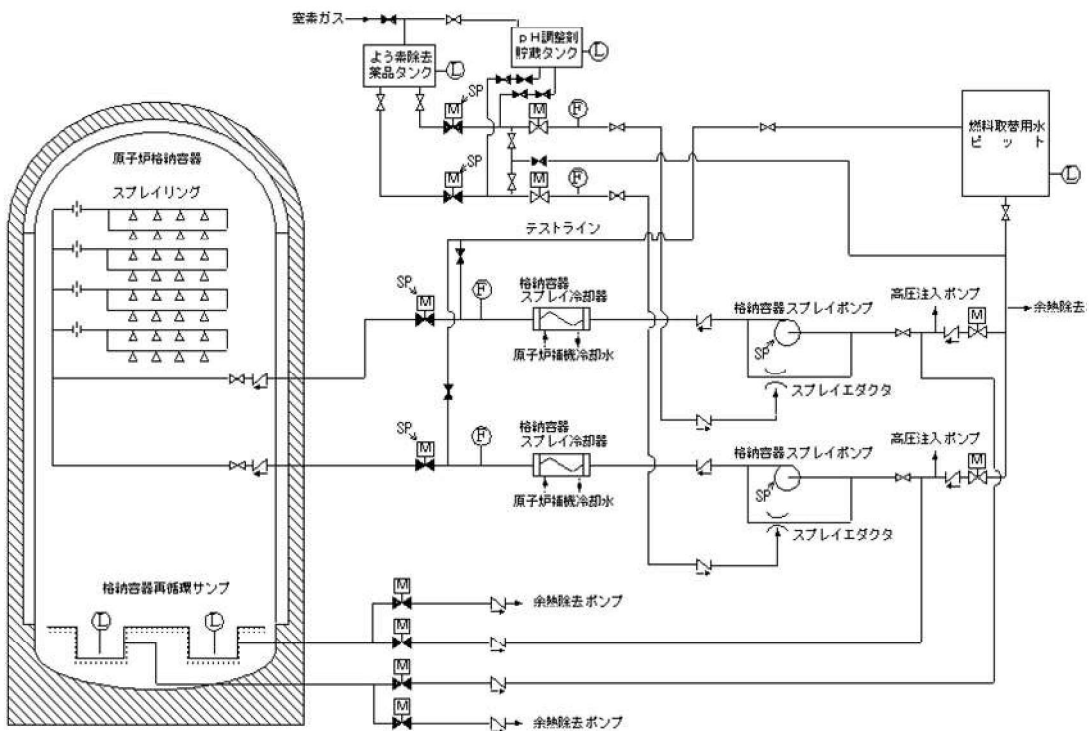 窒素ガス
よう素除去
薬品タンク
L
pH調整剤
貯蔵タンク
L
SP
M
M
F
燃料取替用水
ピット
L
SP
M
M
F
原子炉格納容器
スプレイリング
テストライン
SP
M
F
格納容器
スプレイ冷却器
原子炉補機冷却水
格納容器スプレイポンプ
SP
高圧注入ポンプ
M
余熱除去
スプレイエダクタ
SP
M
F
格納容器
スプレイ冷却器
原子炉補機冷却水
格納容器スプレイポンプ
SP
高圧注入ポンプ
M
スプレイエダクタ
格納容器再循環サンプ
L
L
M
余熱除去ポンプ
M
M
M
余熱除去ポンプ